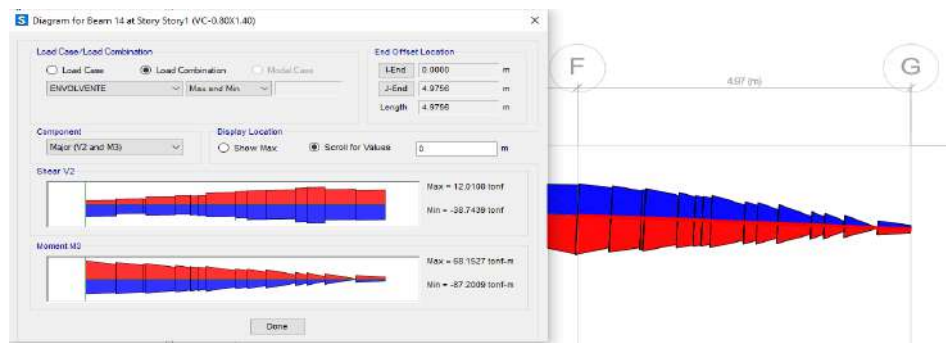 Diagram for Beam 14 at Story Story1 (VC-0.80X1.40)
Load Case/Load Combination
Load Case
Load Combination
Modal Case
ENVOLVENTE
Max and Min
End Offset Location
I-End 0.0000 m
J-End 4.9756 m
Length 4.9756 m
Component
Major (V2 and M3)
Display Location
Show Max
Scroll for Values
0 m
Shear V2
Max = 12.0108 tonf
Min = -38.7439 tonf
Moment M3
Max = 68.1527 tonf-m
Min = -87.2009 tonf-m
Done
F
G
4.97 (m)